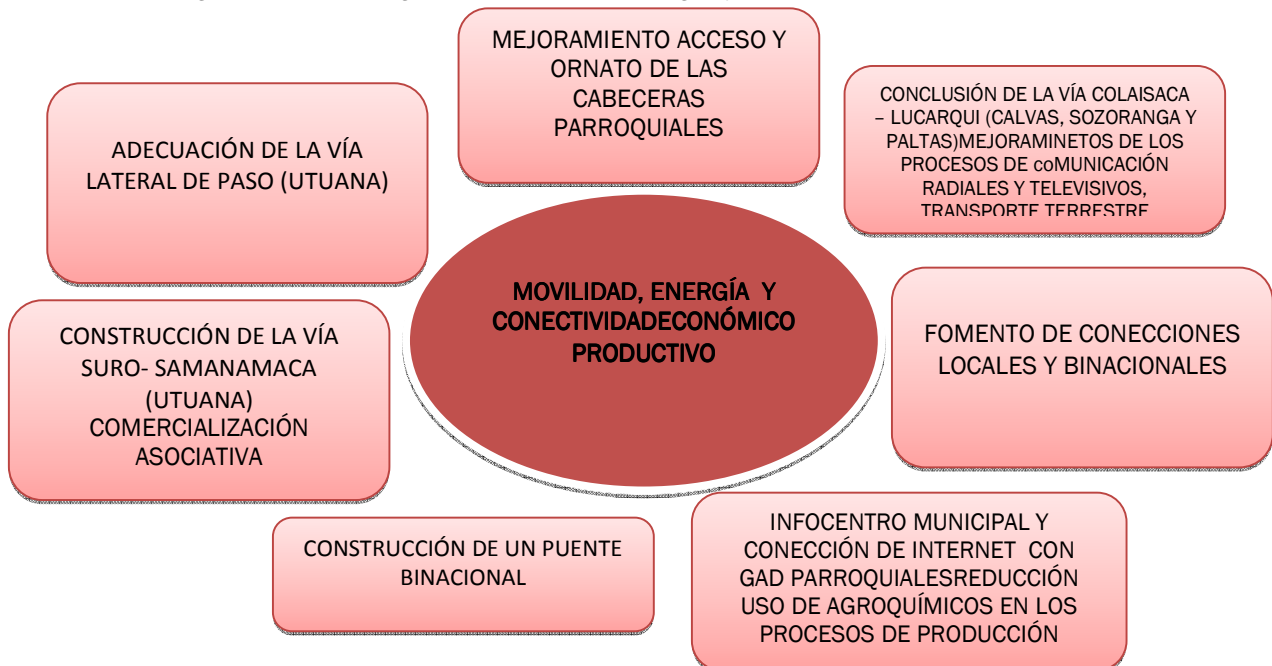 MEJORAMIENTO ACCESO Y
ORNATO DE LAS
CABECERAS
PARROQUIALES
CONCLUSIÓN DE LA VÍA COLAISACA
– LUCARQUI (CALVAS, SOZORANGA Y
PALTAS)MEJORAMINETOS DE LOS
PROCESOS DE coMUNICACIÓN
RADIALES Y TELEVISIVOS,
TRANSPORTE TERRESTRE
ADECUACIÓN DE LA VÍA
LATERAL DE PASO (UTUANA)
MOVILIDAD, ENERGÍA Y
CONECTIVIDADECONÓMICO
PRODUCTIVO
FOMENTO DE CONECCIONES
LOCALES Y BINACIONALES
CONSTRUCCIÓN DE LA VÍA
SURO- SAMANAMACA
(UTUANA)
COMERCIALIZACIÓN
ASOCIATIVA
INFOCENTRO MUNICIPAL Y
CONECCIÓN DE INTERNET CON
GAD PARROQUIALESREDUCCIÓN
USO DE AGROQUÍMICOS EN LOS
PROCESOS DE PRODUCCIÓN
CONSTRUCCIÓN DE UN PUENTE
BINACIONAL